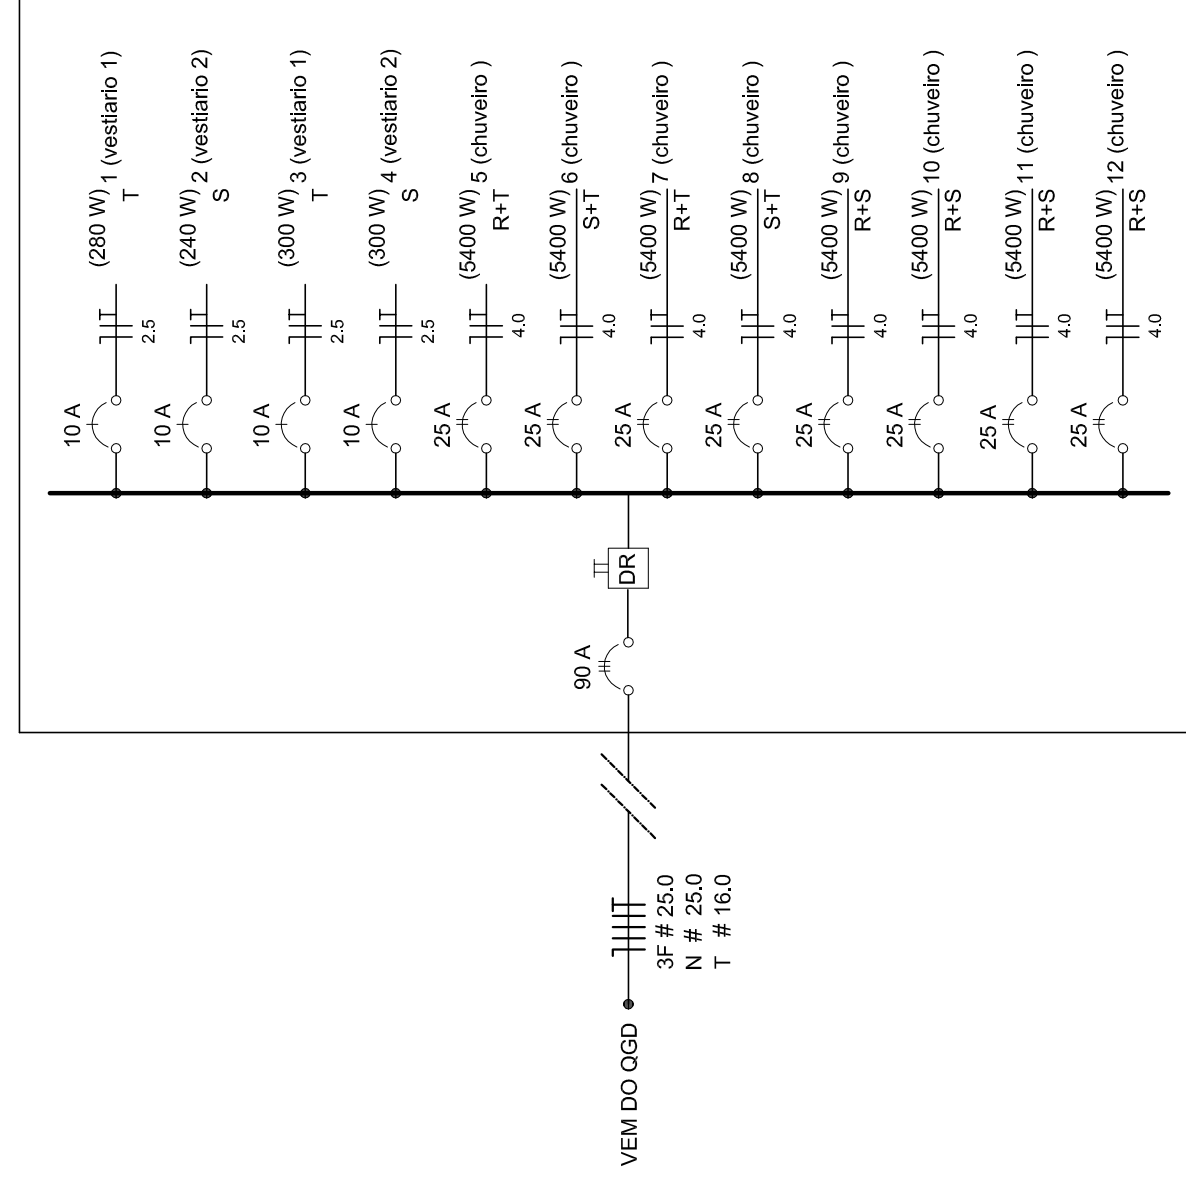 (280 W) 1 (vestiario 1)
T
2.5
10 A
(240 W) 2 (vestiario 2)
S
2.5
10 A
(300 W) 3 (vestiario 1)
T
2.5
10 A
(300 W) 4 (vestiario 2)
S
2.5
10 A
(5400 W) 5 (chuveiro )
R+T
4.0
25 A
(5400 W) 6 (chuveiro )
S+T
4.0
25 A
(5400 W) 7 (chuveiro )
R+T
4.0
25 A
(5400 W) 8 (chuveiro )
S+T
4.0
25 A
(5400 W) 9 (chuveiro )
R+S
4.0
25 A
(5400 W) 10 (chuveiro )
R+S
4.0
25 A
(5400 W) 11 (chuveiro )
R+S
4.0
25 A
(5400 W) 12 (chuveiro )
R+S
4.0
25 A
DR
90 A
3F # 25.0
N # 25.0
T # 16.0
VEM DO QGD